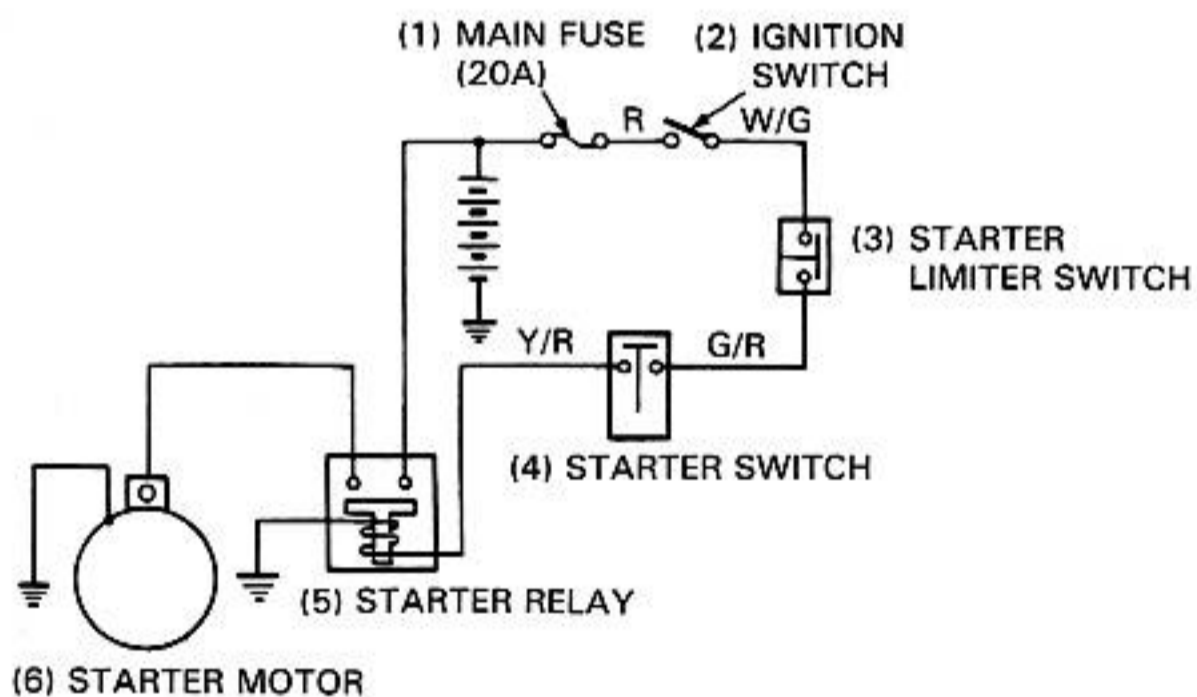 (1) MAIN FUSE
(20A)
(2) IGNITION
SWITCH
R
W/G
(3) STARTER
LIMITER SWITCH
Y/R
G/R
(4) STARTER SWITCH
(5) STARTER RELAY
(6) STARTER MOTOR